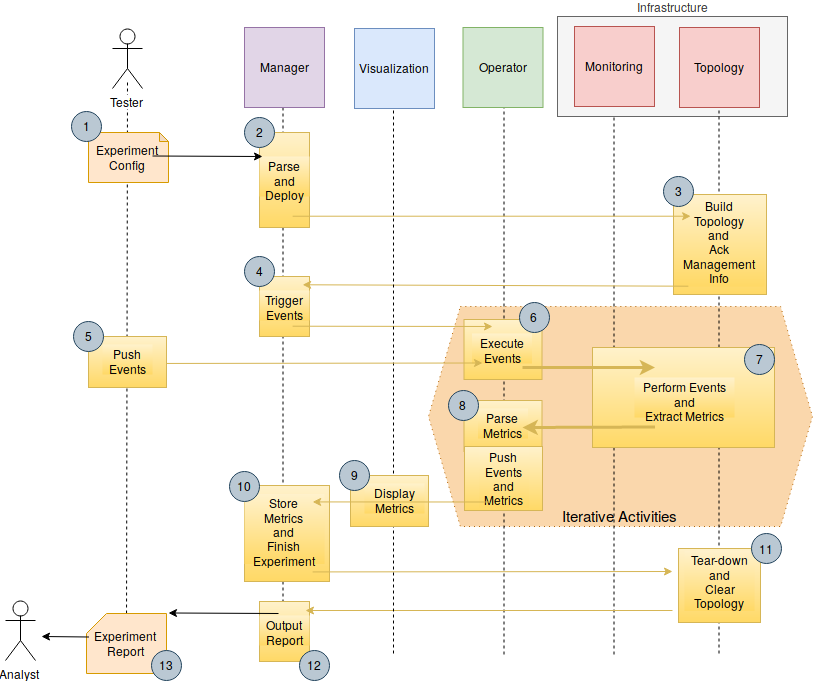 Infrastructure
Manager
Visualization
Operator
Monitoring
Topology
Tester
1
Experiment
Config
2
Parse
and
Deploy
3
Build
Topology
and
Ack
Management
Info
4
Trigger
Events
5
Push
Events
6
Execute
Events
7
Perform Events
and
Extract Metrics
8
Parse
Metrics
Push
Events
and
Metrics
9
Display
Metrics
10
Store
Metrics
and
Finish
Experiment
Iterative Activities
11
Tear-down
and
Clear
Topology
Output
Report
12
Experiment
Report
13
Analyst